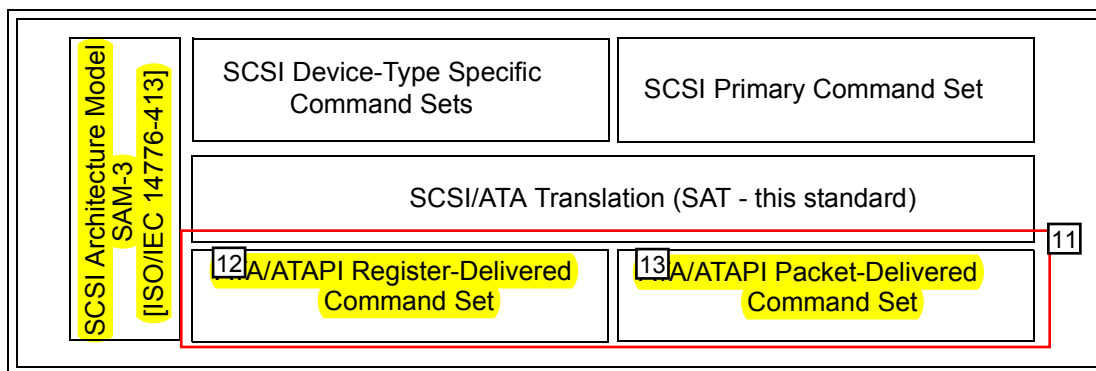 SCSI Architecture Model
SAM-3
[ISO/IEC 14776-413]
SCSI Device-Type Specific
Command Sets
SCSI Primary Command Set
SCSI/ATA Translation (SAT - this standard)
11
12
A/ATAPI Register-Delivered
Command Set
13
A/ATAPI Packet-Delivered
Command Set